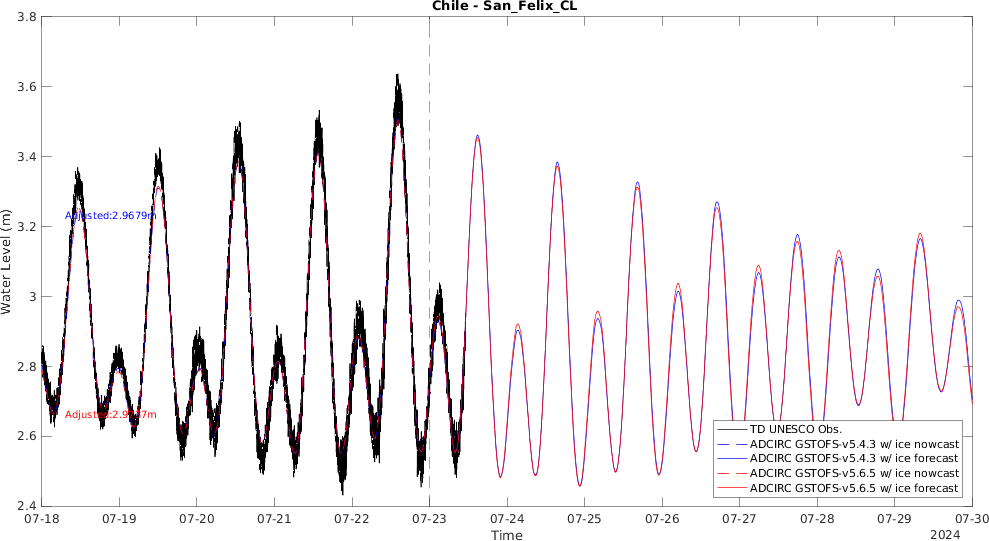 Chile - San_Felix_CL
3.8
3.6
3.4
3.2
3
2.8
2.6
2.4
Water Level (m)
Adjusted:2.9679m
TD UNESCO Obs.
ADCIRC GSTOFS-v5.4.3 w/ ice nowcast
ADCIRC GSTOFS-v5.4.3 w/ ice forecast
ADCIRC GSTOFS-v5.6.5 w/ ice nowcast
ADCIRC GSTOFS-v5.6.5 w/ ice forecast
07-18 07-19 07-20 07-21 07-22 07-23 07-24 07-25 07-26 07-27 07-28 07-29 07-30
Time
2024